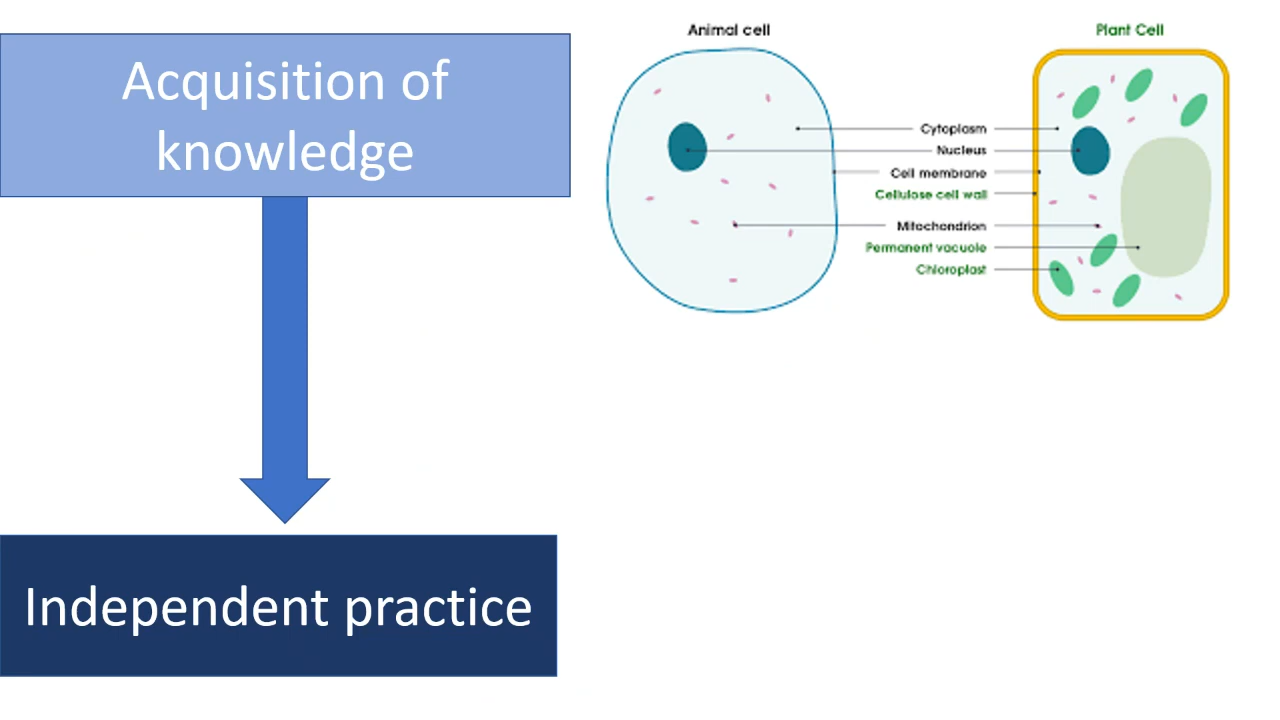 Acquisition of
knowledge
Independent practice
Animal cell
Plant Cell
Cytoplasm
Nucleus
Cell membrane
Cellulose cell wall
Mitochondrion
Permanent vacuole
Chloroplast